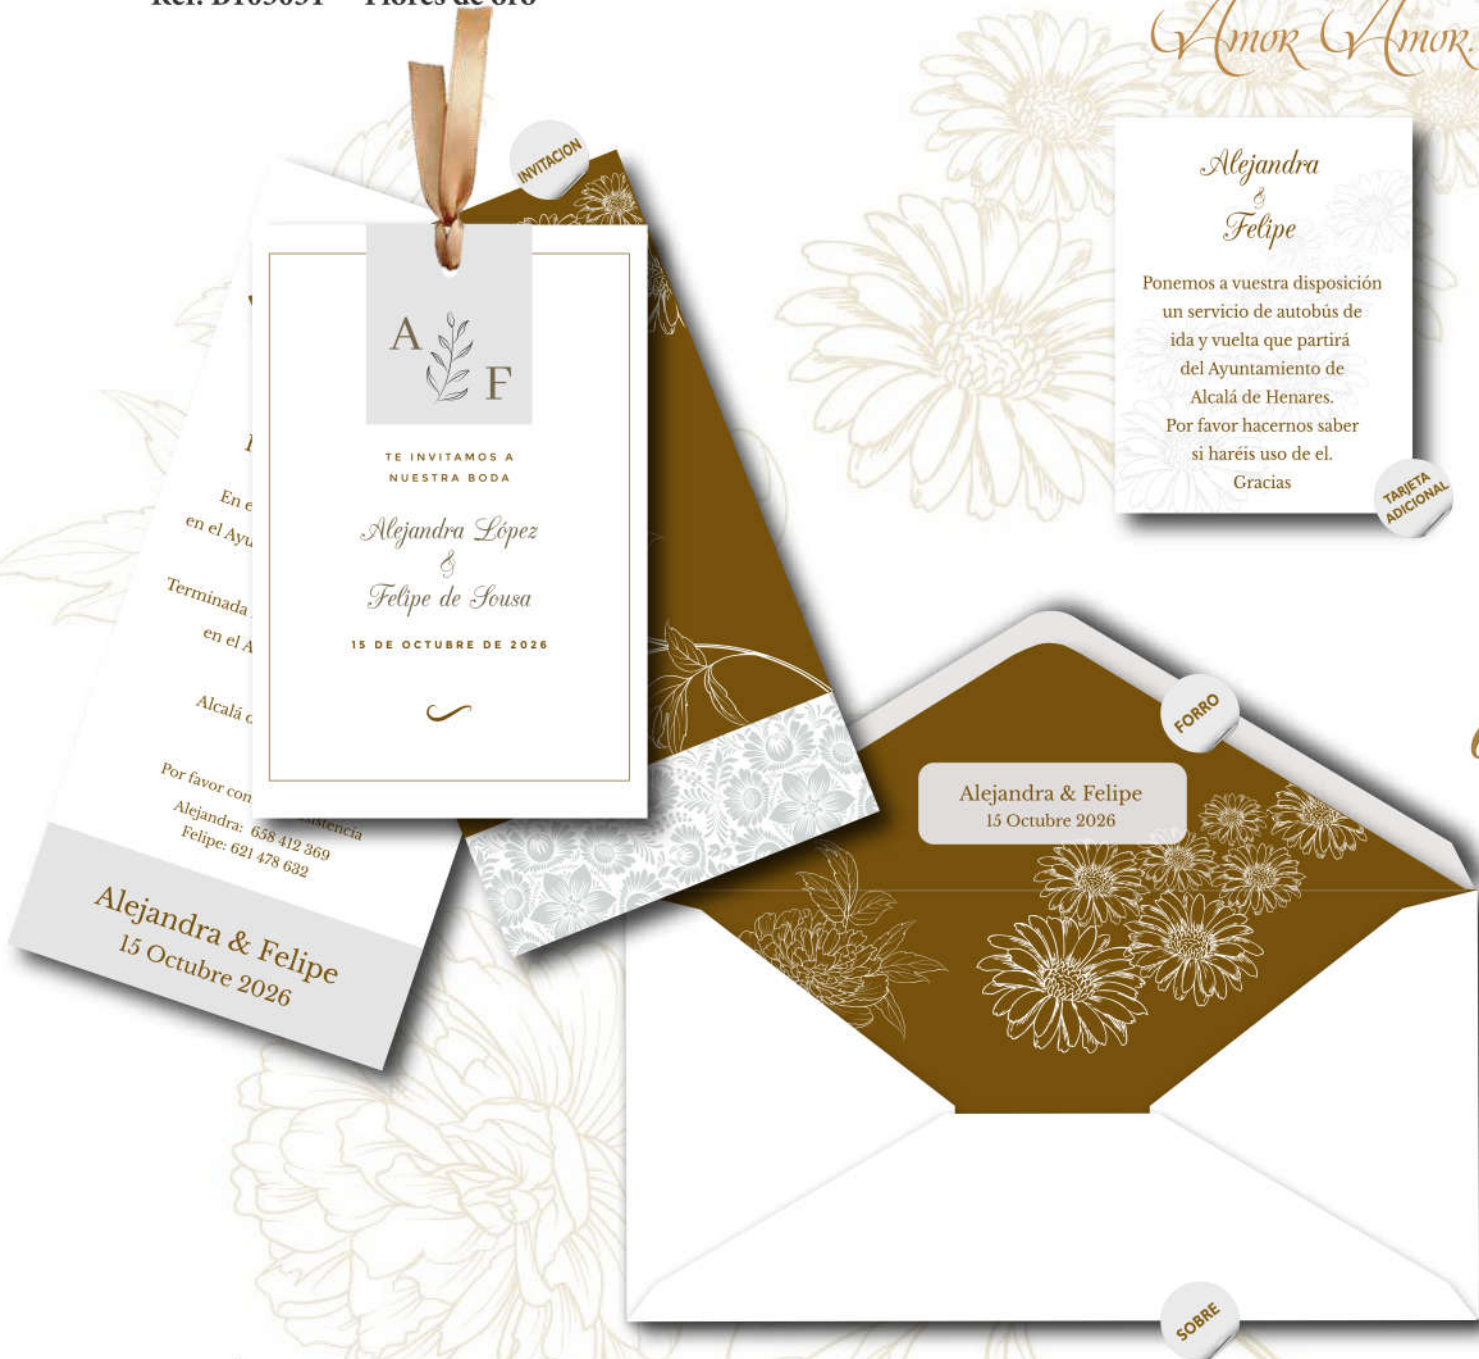 Flores de oro
Amor Amor.
INVITACION
A
F
TE INVITAMOS A
NUESTRA BODA
Alejandra López
&
Felipe de Sousa
15 DE OCTUBRE DE 2026
En e
en el Ayu
Terminada
en el A
Alcalá
Por favor con
istencia
Alejandra: 658 412 369
Felipe: 621 478 632
Alejandra & Felipe
15 Octubre 2026
Alejandra
&
Felipe
Ponemos a vuestra disposición
un servicio de autobús de
ida y vuelta que partirá
del Ayuntamiento de
Alcalá de Henares.
Por favor hacernos saber
si haréis uso de el.
Gracias
TARJETA
ADICIONAL
FORRO
Alejandra & Felipe
15 Octubre 2026
SOBRE